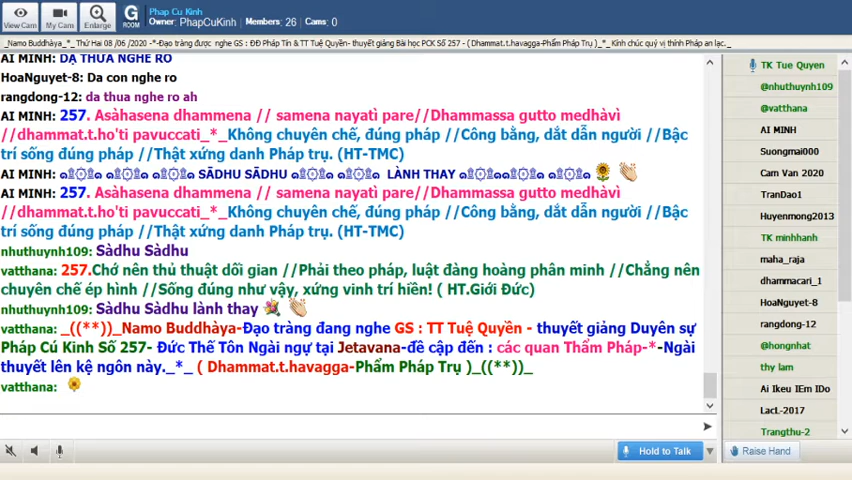 Phap Cu Kinh
Owner: PhapCuKinh Members: 26 Cams: 0
View Cam My Cam Enlarge G ROOM
_Namo Buddhàya_*_ Thứ Hai 08 /06 /2020 -*-Đạo tràng được nghe GS : ĐĐ Pháp Tín & TT Tuệ Quyền- thuyết giảng Bài học PCK Số 257 - ( Dhammat.t.havagga-Phẩm Pháp Trụ )_*_ Kính chúc quý vị thính Pháp an lạc._
AI MINH: DẠ THƯA NGHE RO
HoaNguyet-8: Da con nghe ro
rangdong-12: da thua nghe ro ah
AI MINH: 257. Asàhasena dhammena // samena nayatì pare//Dhammassa gutto medhàvì
//dhammat.t.ho'ti pavuccati_*_Không chuyên chế, đúng pháp //Công bằng, dắt dẫn người //Bậc
trí sống đúng pháp //Thật xứng danh Pháp trụ. (HT-TMC)
AI MINH: SĀDHU SĀDHU LÀNH THAY
AI MINH: 257. Asàhasena dhammena // samena nayatì pare//Dhammassa gutto medhàvì
//dhammat.t.ho'ti pavuccati_*_Không chuyên chế, đúng pháp //Công bằng, dắt dẫn người //Bậc
trí sống đúng pháp //Thật xứng danh Pháp trụ. (HT-TMC)
nhuthuynh109: Sàdhu Sàdhu
vatthana: 257.Chớ nên thủ thuật dối gian //Phải theo pháp, luật đàng hoàng phân minh //Chẳng nên
chuyên chế ép hình //Sống đúng như vậy, xứng vinh trí hiền! ( HT.Giới Đức)
nhuthuynh109: Sàdhu Sàdhu lành thay
vatthana: _((**))_Namo Buddhàya-Đạo tràng đang nghe GS : TT Tuệ Quyền - thuyết giảng Duyên sự
Pháp Cú Kinh Số 257- Đức Thế Tôn Ngài ngự tại Jetavana-đề cập đến : các quan Thẩm Pháp-*-Ngài
thuyết lên kệ ngôn này._*_ ( Dhammat.t.havagga-Phẩm Pháp Trụ )_((**))_
vatthana:
TK Tue Quyen
@nhuthuynh109
@vatthana
AI MINH
Suongmai000
Cam Van 2020
TranDao1
Huyenmong2013
TK minhhanh
maha_raja
dhammacari_1
HoaNguyet-8
rangdong-12
@hongnhat
thy lam
Ai Ikeu IEm IDo
LacL-2017
Trangthu-2
Hold to Talk
Raise Hand